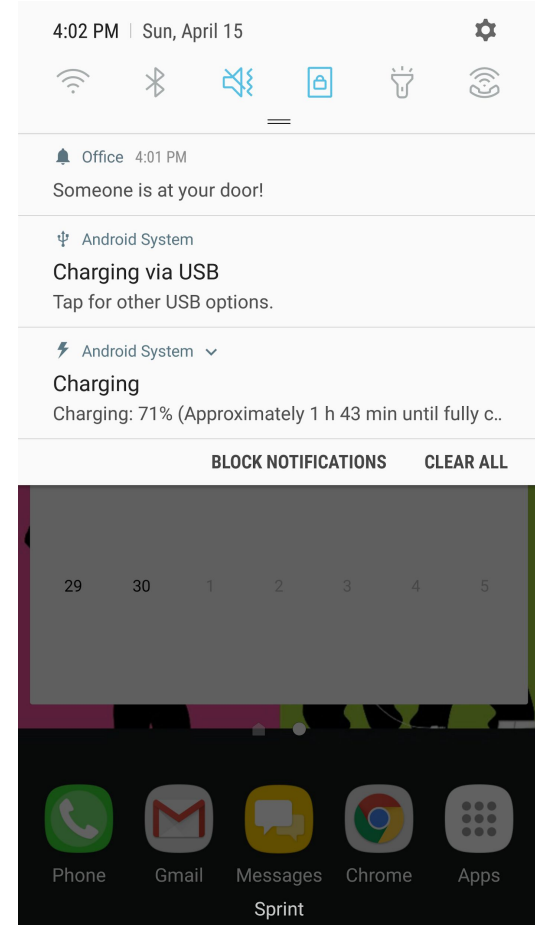 4:02 PM | Sun, April 15
Office 4:01 PM
Someone is at your door!
Android System
Charging via USB
Tap for other USB options.
Android System
Charging
Charging: 71% (Approximately 1 h 43 min until fully c..
BLOCK NOTIFICATIONS CLEAR ALL
29 30 1 2 3 4 5
Phone Gmail Messages Chrome Apps
Sprint